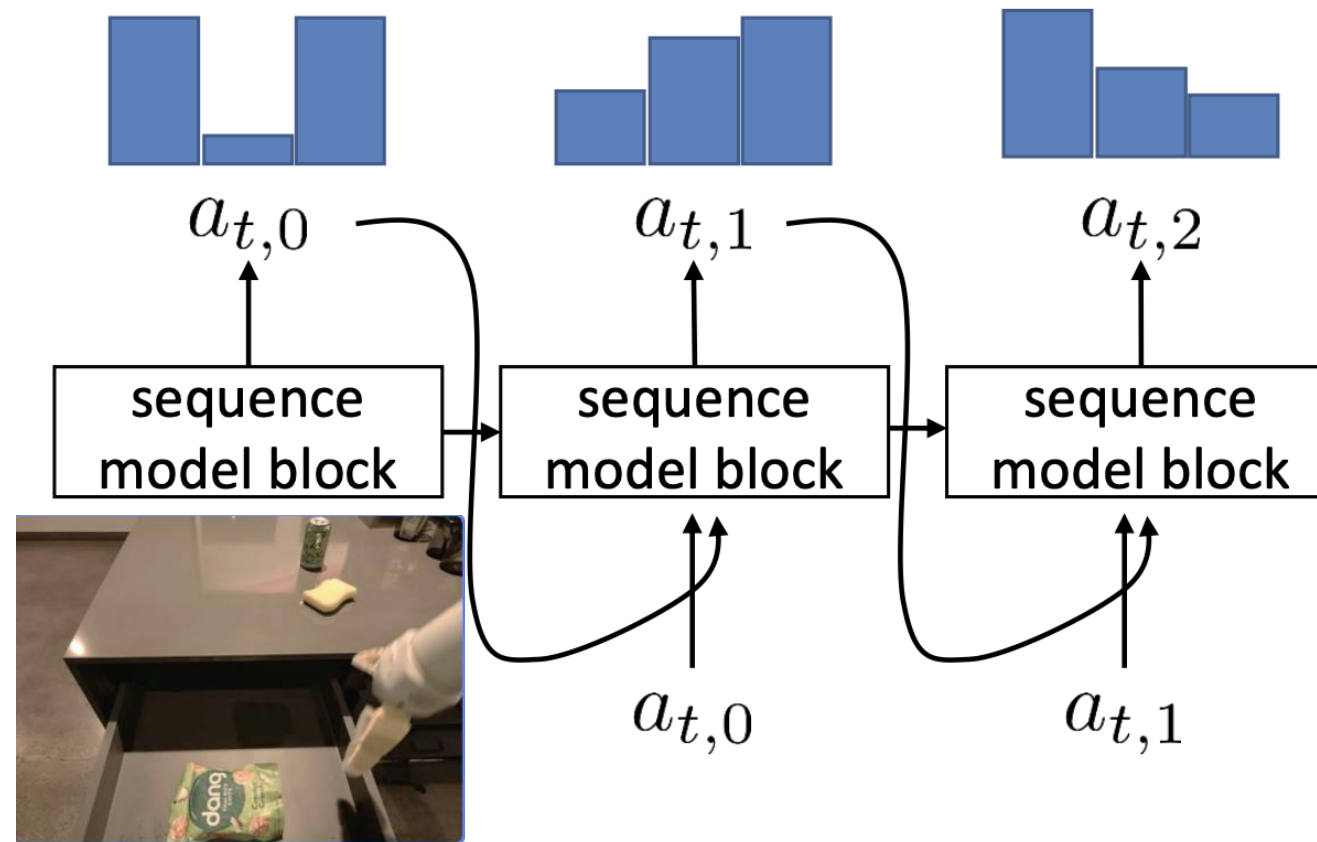 a_{t,0} a_{t,1} a_{t,2}
sequence model block
sequence model block
sequence model block
dang
a_{t,0} a_{t,1}